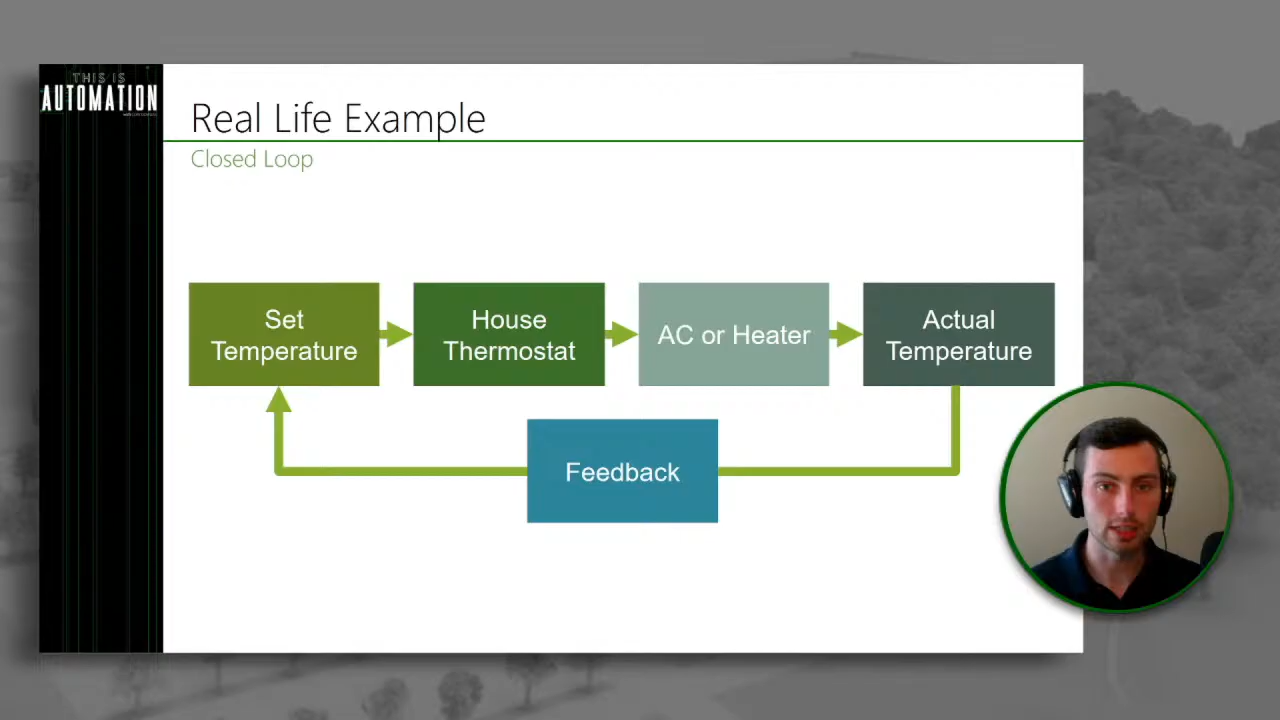 THIS IS
AUTOMATION
Real Life Example
Closed Loop
Set
Temperature
House
Thermostat
AC or Heater
Actual
Temperature
Feedback